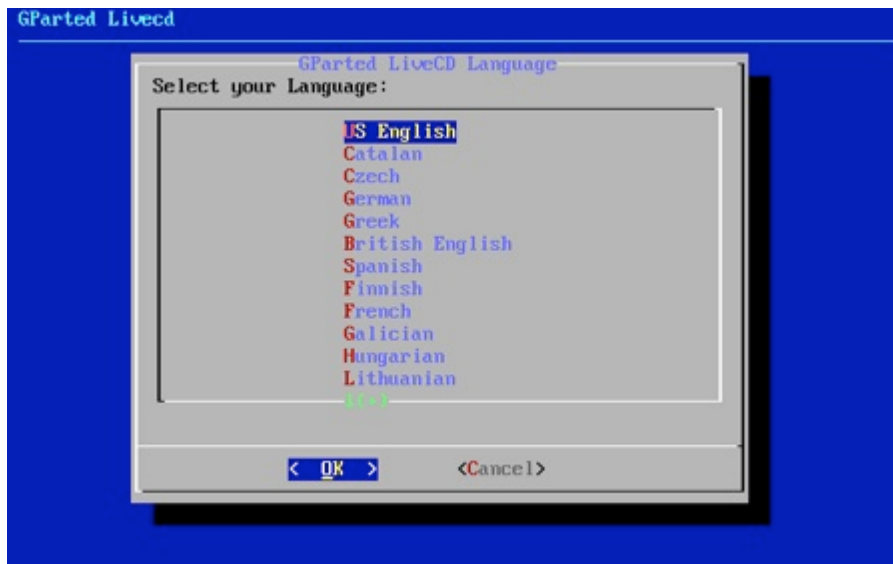 GParted Livecd
GParted LiveCD Language
Select your Language:
US English
Catalan
Czech
German
Greek
British English
Spanish
Finnish
French
Galician
Hungarian
Lithuanian
↓(+)
< OK > <Cancel>